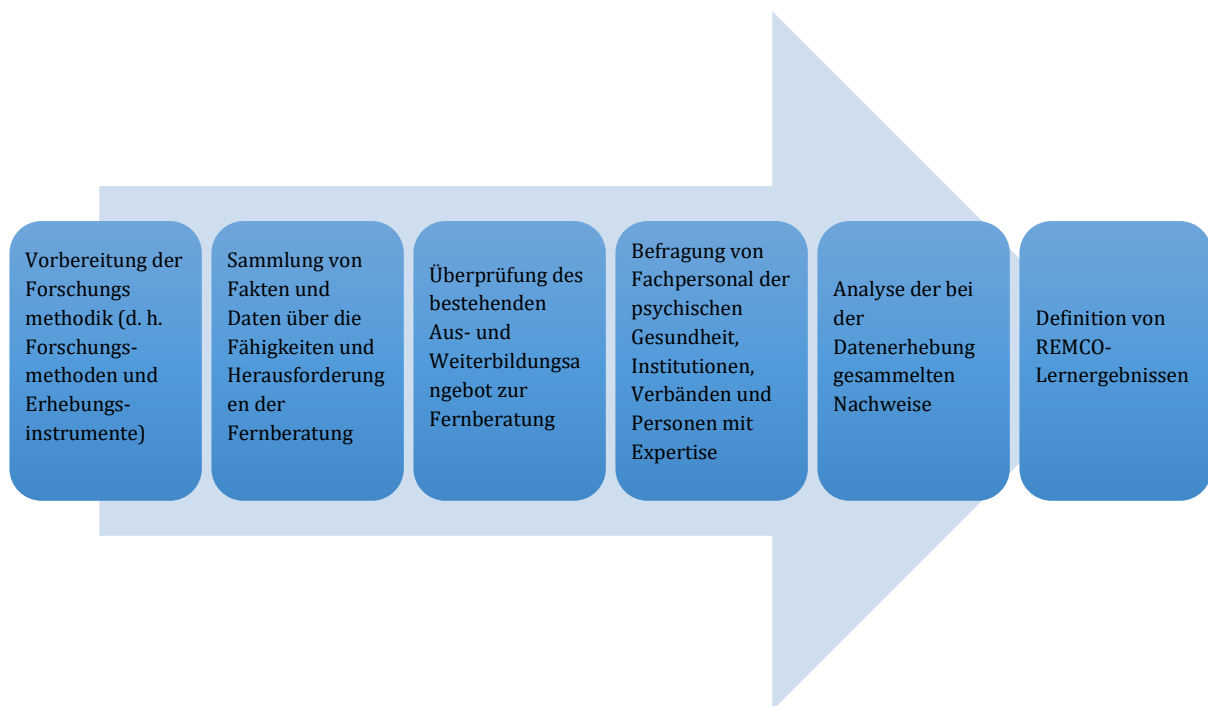 Vorbereitung der
Forschungs
methodik (d. h.
Forschungs-
methoden und
Erhebungs-
instrumente)
Sammlung von
Fakten und
Daten über die
Fähigkeiten und
Herausforderung
en der
Fernberatung
Überprüfung des
bestehenden
Aus- und
Weiterbildungsa
ngebot zur
Fernberatung
Befragung von
Fachpersonal der
psychischen
Gesundheit,
Institutionen,
Verbänden und
Personen mit
Expertise
Analyse der bei
der
Datenerhebung
gesammelten
Nachweise
Definition von
REMCO-
Lernergebnissen